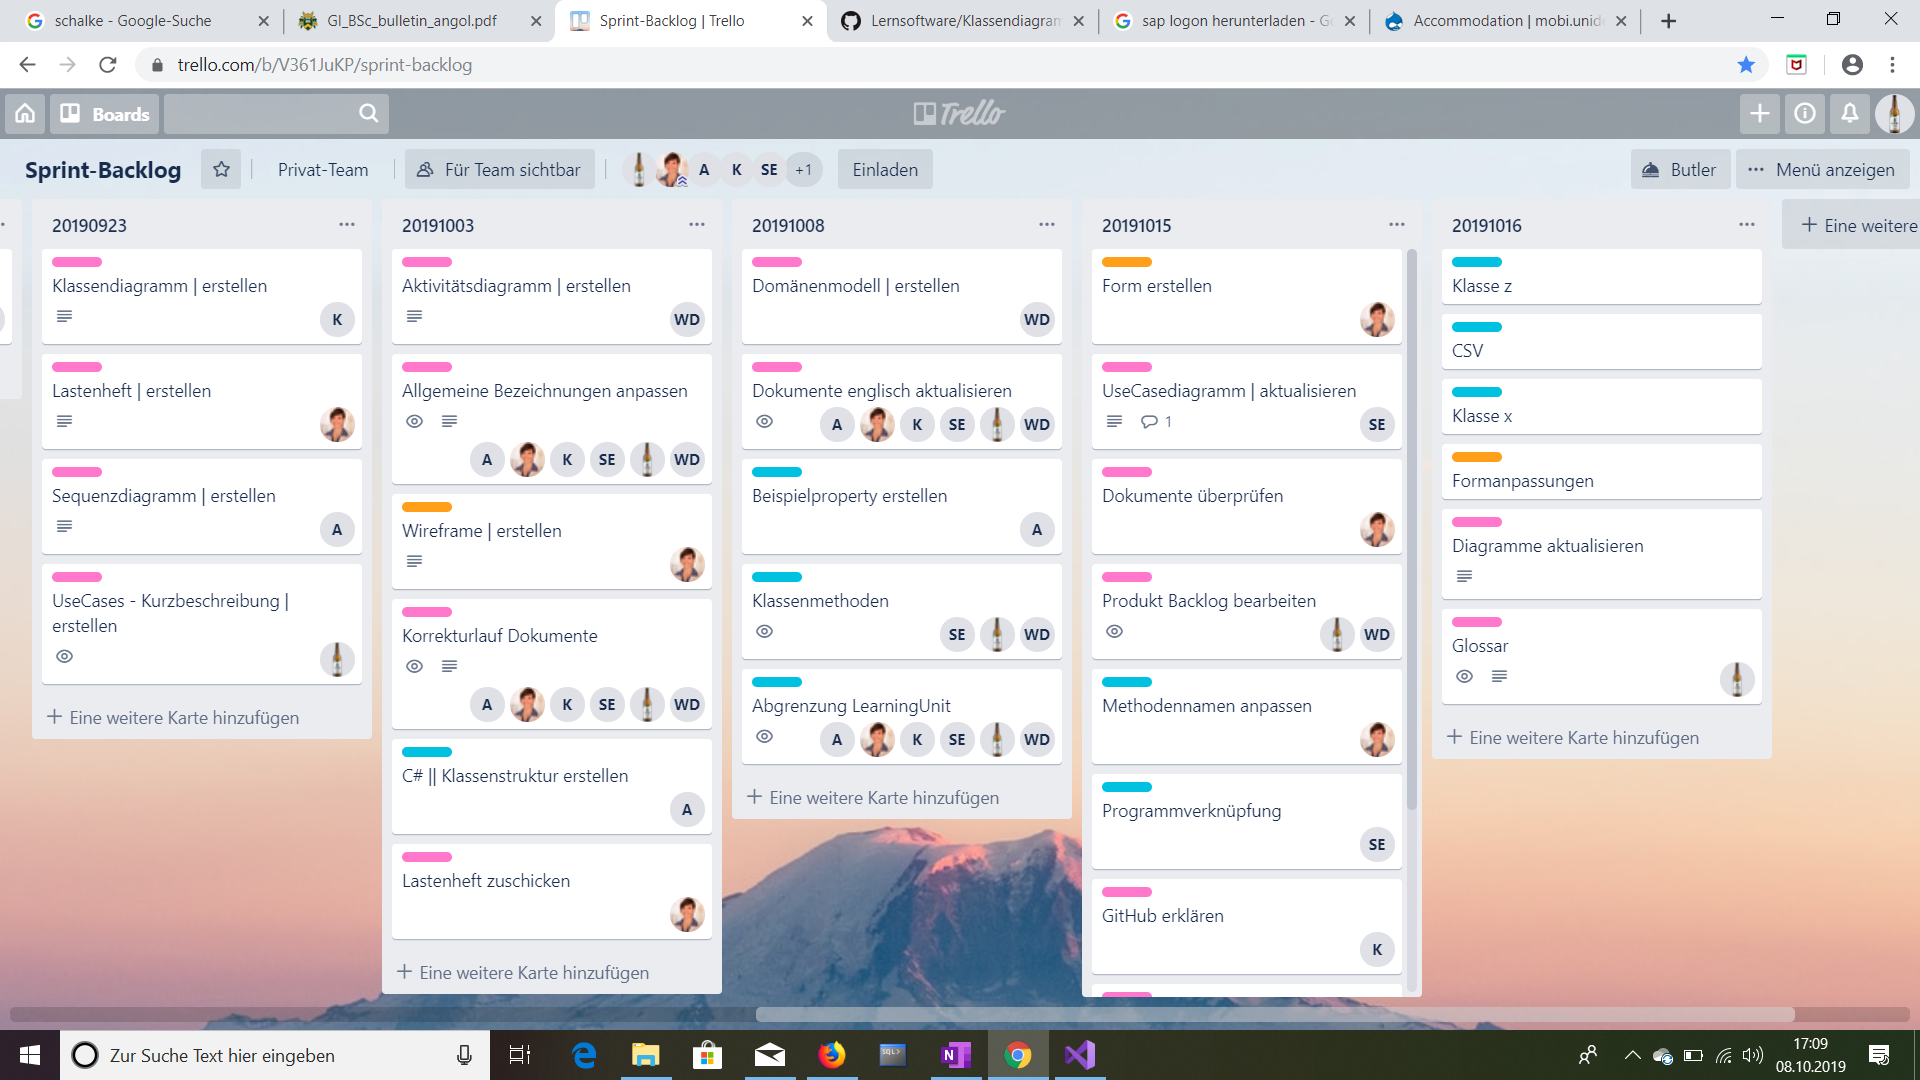 schalke - Google-Suche
GI_BSc_bulletin_angol.pdf
Sprint-Backlog | Trello
Lernsoftware/Klassendiagram
sap logon herunterladen - Go
Accommodation | mobi.unide
trello.com/b/V361JuKP/sprint-backlog
Boards
Trello
Sprint-Backlog
Privat-Team
Für Team sichtbar
A
K
SE
+1
Einladen
Butler
Menü anzeigen
20190923
Klassendiagramm | erstellen
K
Lastenheft | erstellen
Sequenzdiagramm | erstellen
A
UseCases - Kurzbeschreibung |
erstellen
Eine weitere Karte hinzufügen
20191003
Aktivitätsdiagramm | erstellen
WD
Allgemeine Bezeichnungen anpassen
A K SE WD
Wireframe | erstellen
Korrekturlauf Dokumente
A K SE WD
C# || Klassenstruktur erstellen
A
Lastenheft zuschicken
Eine weitere Karte hinzufügen
20191008
Domänenmodell | erstellen
WD
Dokumente englisch aktualisieren
A K SE WD
Beispielproperty erstellen
A
Klassenmethoden
SE WD
Abgrenzung LearningUnit
A K SE WD
Eine weitere Karte hinzufügen
20191015
Form erstellen
UseCasediagramm | aktualisieren
1
SE
Dokumente überprüfen
Produkt Backlog bearbeiten
WD
Methodennamen anpassen
Programmverknüpfung
SE
GitHub erklären
K
20191016
Klasse z
CSV
Klasse x
Formanpassungen
Diagramme aktualisieren
Glossar
Eine weitere Karte hinzufügen
Eine weitere
Zur Suche Text hier eingeben
SQL>
N
17:09
08.10.2019